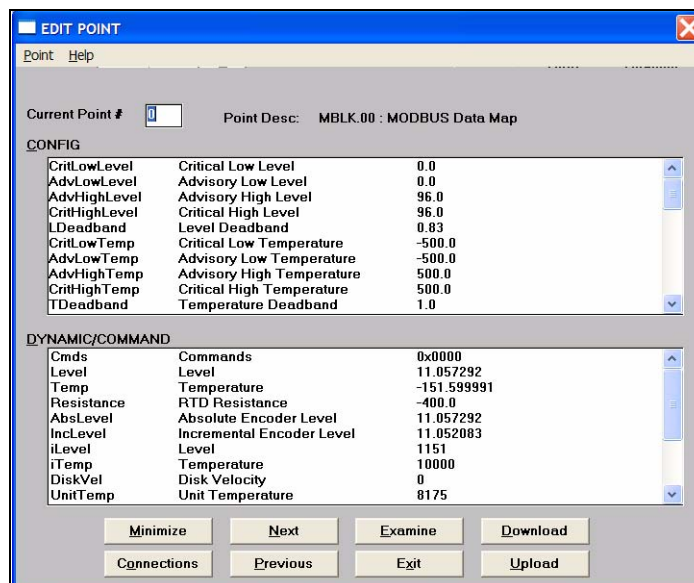 EDIT POINT
Point Help
Current Point # 0 Point Desc: MBLK.00 : MODBUS Data Map
CONFIG
CritLowLevel Critical Low Level 0.0
AdvLowLevel Advisory Low Level 0.0
AdvHighLevel Advisory High Level 96.0
CritHighLevel Critical High Level 96.0
LDeadband Level Deadband 0.83
CritLowTemp Critical Low Temperature -500.0
AdvLowTemp Advisory Low Temperature -500.0
AdvHighTemp Advisory High Temperature 500.0
CritHighTemp Critical High Temperature 500.0
TDeadband Temperature Deadband 1.0
DYNAMIC/COMMAND
Cmds Commands 0x0000
Level Level 11.057292
Temp Temperature -151.599991
Resistance RTD Resistance -400.0
AbsLevel Absolute Encoder Level 11.057292
IncLevel Incremental Encoder Level 11.052083
iLevel Level 1151
iTemp Temperature 10000
DiskVel Disk Velocity 0
UnitTemp Unit Temperature 8175
Minimize Next Examine Download
Connections Previous Exit Upload